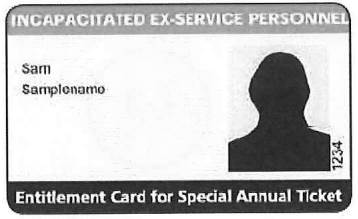 INCAPACITATED EX-SERVICE PERSONNEL
Sam
Samplename
1234
Entitlement Card for Special Annual Ticket